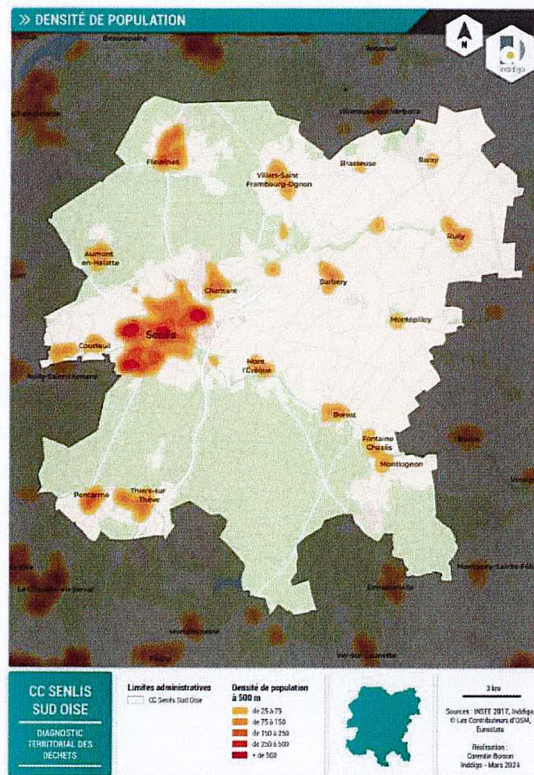 >> DENSITÉ DE POPULATION
N
inddigo
Fleurines
Villers-Saint
Frambourg-Ognon
Brasseuse
Raray
Rully
Aumont
en-Halatte
Chamant
Barbery
Senlis
Montépilloy
Courteuil
Mont
l'Évêque
Borest
Fontaine
Chaalis
Montlognon
Pontarmé
Thiers-sur
Thève
CC SENLIS
SUD OISE
DIAGNOSTIC
TERRITORIAL DES
DÉCHETS
Limites administratives
CC Senlis Sud Oise
Densité de population
à 500 m
de 25 à 75
de 75 à 150
de 150 à 250
de 250 à 500
+ de 500
3 km
Sources : INSEE 2017, Inddigo,
© Les Contributeurs d'OSM,
Eurostats
Réalisation :
Corentin Borson
Inddigo - Mars 2024